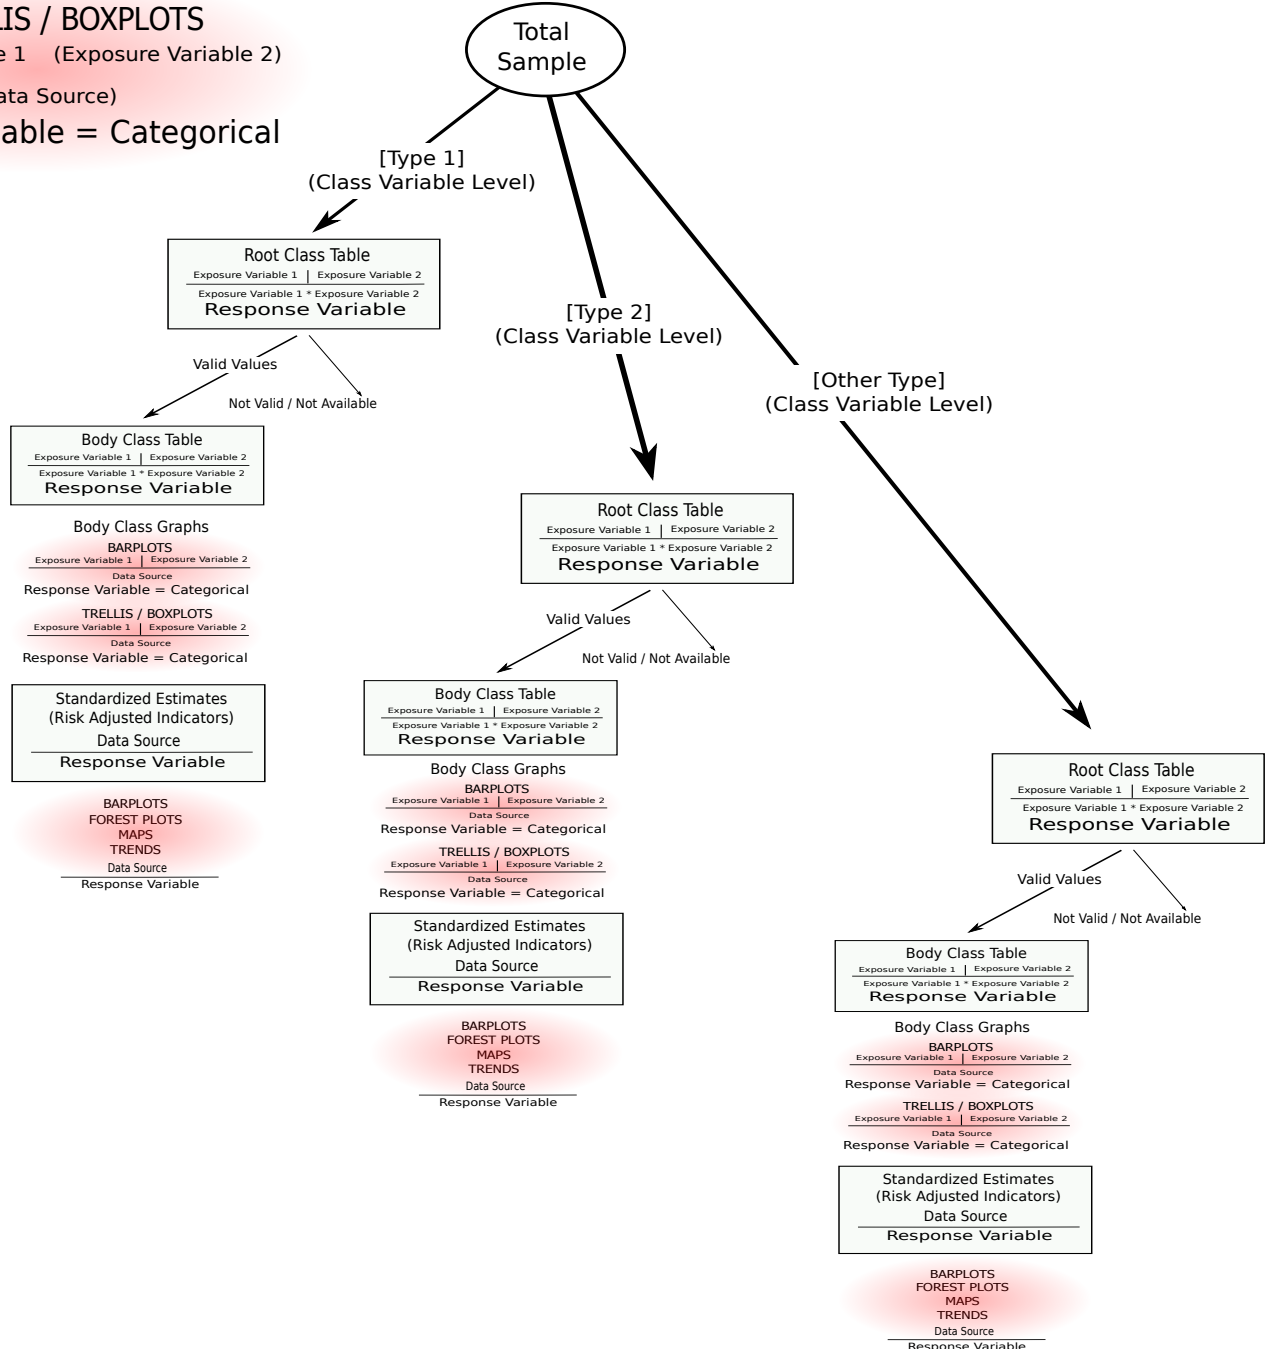 LIS / BOXPLOTS
e 1 (Exposure Variable 2)
ata Source)
able = Categorical
Total
Sample
[Type 1]
(Class Variable Level)
Root Class Table
Exposure Variable 1 | Exposure Variable 2
Exposure Variable 1 * Exposure Variable 2
Response Variable
Valid Values
Not Valid / Not Available
Body Class Table
Exposure Variable 1 | Exposure Variable 2
Exposure Variable 1 * Exposure Variable 2
Response Variable
Body Class Graphs
BARPLOTS
Exposure Variable 1 | Exposure Variable 2
Data Source
Response Variable = Categorical
TRELLIS / BOXPLOTS
Exposure Variable 1 | Exposure Variable 2
Data Source
Response Variable = Categorical
Standardized Estimates
(Risk Adjusted Indicators)
Data Source
Response Variable
BARPLOTS
FOREST PLOTS
MAPS
TRENDS
Data Source
Response Variable
[Type 2]
(Class Variable Level)
Root Class Table
Exposure Variable 1 | Exposure Variable 2
Exposure Variable 1 * Exposure Variable 2
Response Variable
Valid Values
Not Valid / Not Available
Body Class Table
Exposure Variable 1 | Exposure Variable 2
Exposure Variable 1 * Exposure Variable 2
Response Variable
Body Class Graphs
BARPLOTS
Exposure Variable 1 | Exposure Variable 2
Data Source
Response Variable = Categorical
TRELLIS / BOXPLOTS
Exposure Variable 1 | Exposure Variable 2
Data Source
Response Variable = Categorical
Standardized Estimates
(Risk Adjusted Indicators)
Data Source
Response Variable
BARPLOTS
FOREST PLOTS
MAPS
TRENDS
Data Source
Response Variable
[Other Type]
(Class Variable Level)
Root Class Table
Exposure Variable 1 | Exposure Variable 2
Exposure Variable 1 * Exposure Variable 2
Response Variable
Valid Values
Not Valid / Not Available
Body Class Table
Exposure Variable 1 | Exposure Variable 2
Exposure Variable 1 * Exposure Variable 2
Response Variable
Body Class Graphs
BARPLOTS
Exposure Variable 1 | Exposure Variable 2
Data Source
Response Variable = Categorical
TRELLIS / BOXPLOTS
Exposure Variable 1 | Exposure Variable 2
Data Source
Response Variable = Categorical
Standardized Estimates
(Risk Adjusted Indicators)
Data Source
Response Variable
BARPLOTS
FOREST PLOTS
MAPS
TRENDS
Data Source
Response Variable